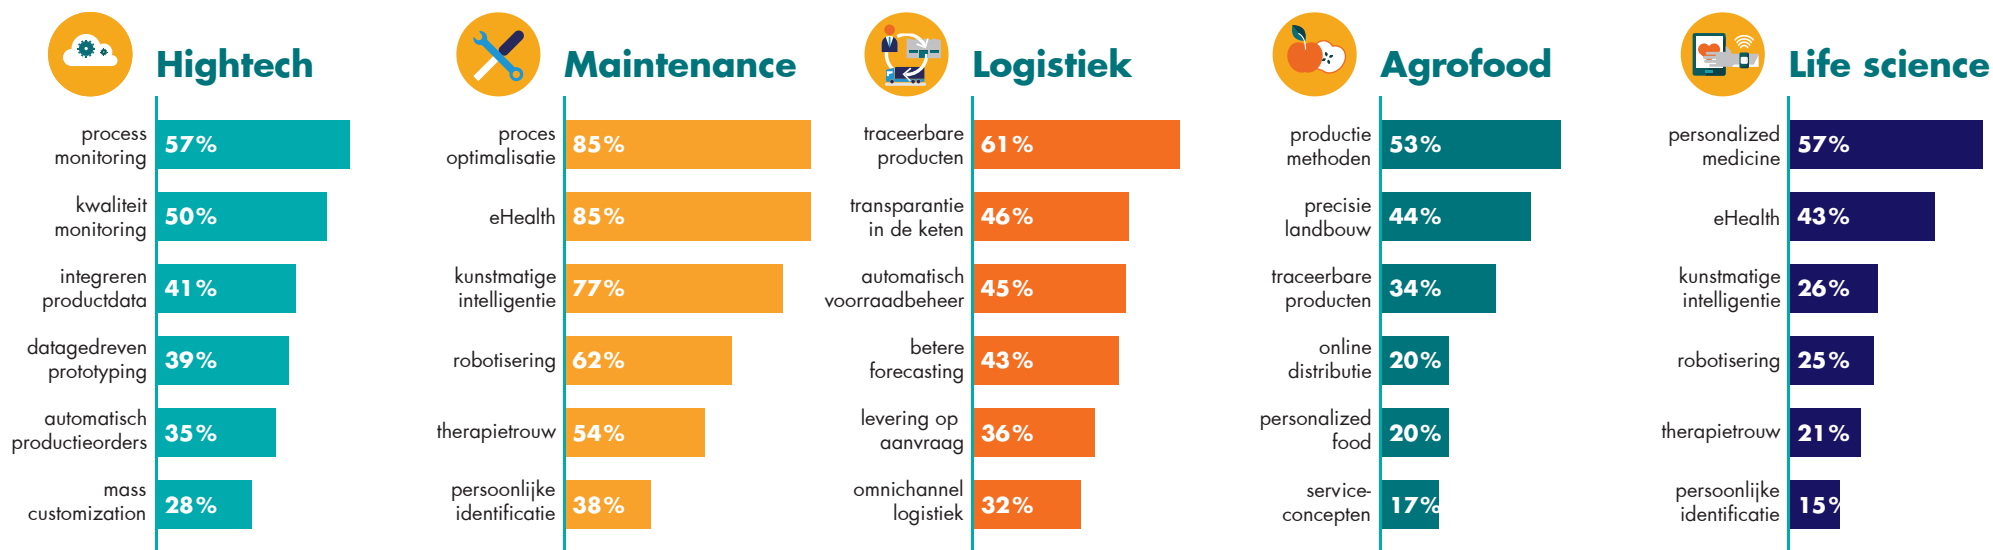 Hightech
process
monitoring
57%
kwaliteit
monitoring
50%
integreren
productdata
41%
datagedreven
prototyping
39%
automatisch
productieorders
35%
mass
customization
28%
Maintenance
proces
optimalisatie
85%
eHealth
85%
kunstmatige
intelligentie
77%
robotisering
62%
therapietrouw
54%
persoonlijke
identificatie
38%
Logistiek
traceerbare
producten
61%
transparantie
in de keten
46%
automatisch
voorraadbeheer
45%
betere
forecasting
43%
levering op
aanvraag
36%
omnichannel
logistiek
32%
Agrofood
productie
methoden
53%
precisie
landbouw
44%
traceerbare
producten
34%
online
distributie
20%
personalized
food
20%
service-
concepten
17%
Life science
personalized
medicine
57%
eHealth
43%
kunstmatige
intelligentie
26%
robotisering
25%
therapietrouw
21%
persoonlijke
identificatie
15%